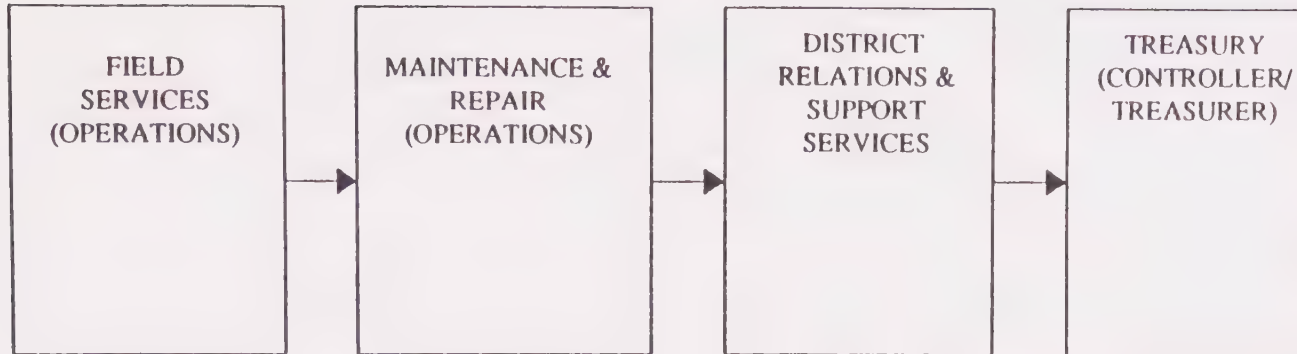 FIELD
SERVICES
(OPERATIONS)
MAINTENANCE &
REPAIR
(OPERATIONS)
DISTRICT
RELATIONS &
SUPPORT
SERVICES
TREASURY
(CONTROLLER/
TREASURER)